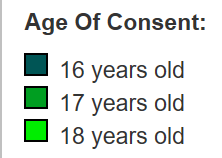 Age Of Consent:
16 years old
17 years old
18 years old